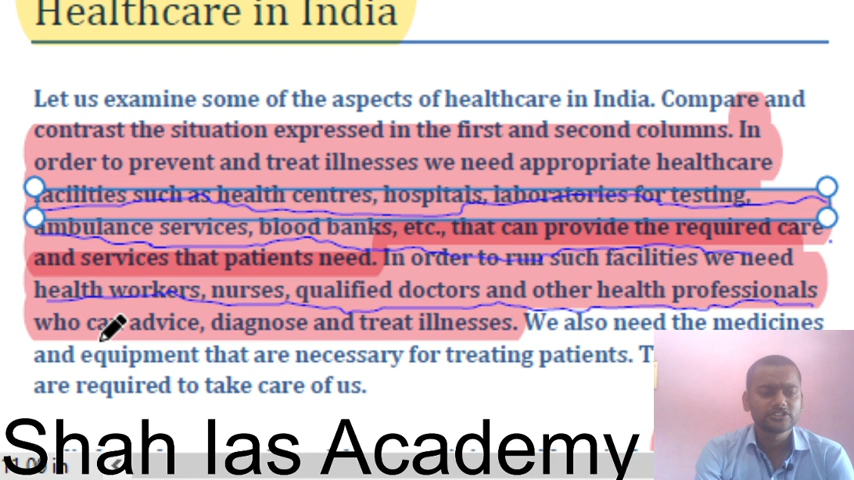 Healthcare in India
Let us examine some of the aspects of healthcare in India. Compare and
contrast the situation expressed in the first and second columns. In
order to prevent and treat illnesses we need appropriate healthcare
facilities such as health centres, hospitals, laboratories for testing,
ambulance services, blood banks, etc., that can provide the required care
and services that patients need. In order to run such facilities we need
health workers, nurses, qualified doctors and other health professionals
who can advice, diagnose and treat illnesses. We also need the medicines
and equipment that are necessary for treating patients.
are required to take care of us.
Shah Ias Academy
in